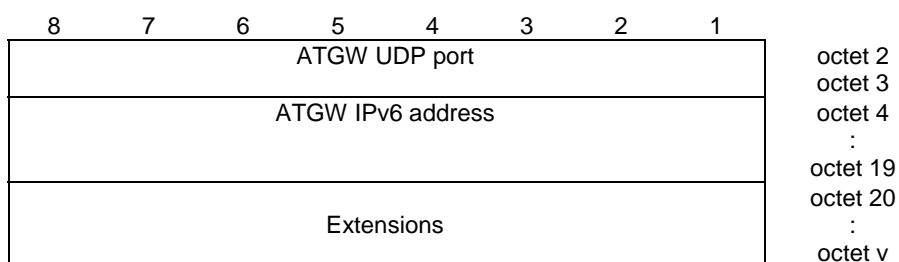 8 7 6 5 4 3 2 1
ATGW UDP port octet 2
octet 3
ATGW IPv6 address octet 4
:
octet 19
octet 20
Extensions :
octet v